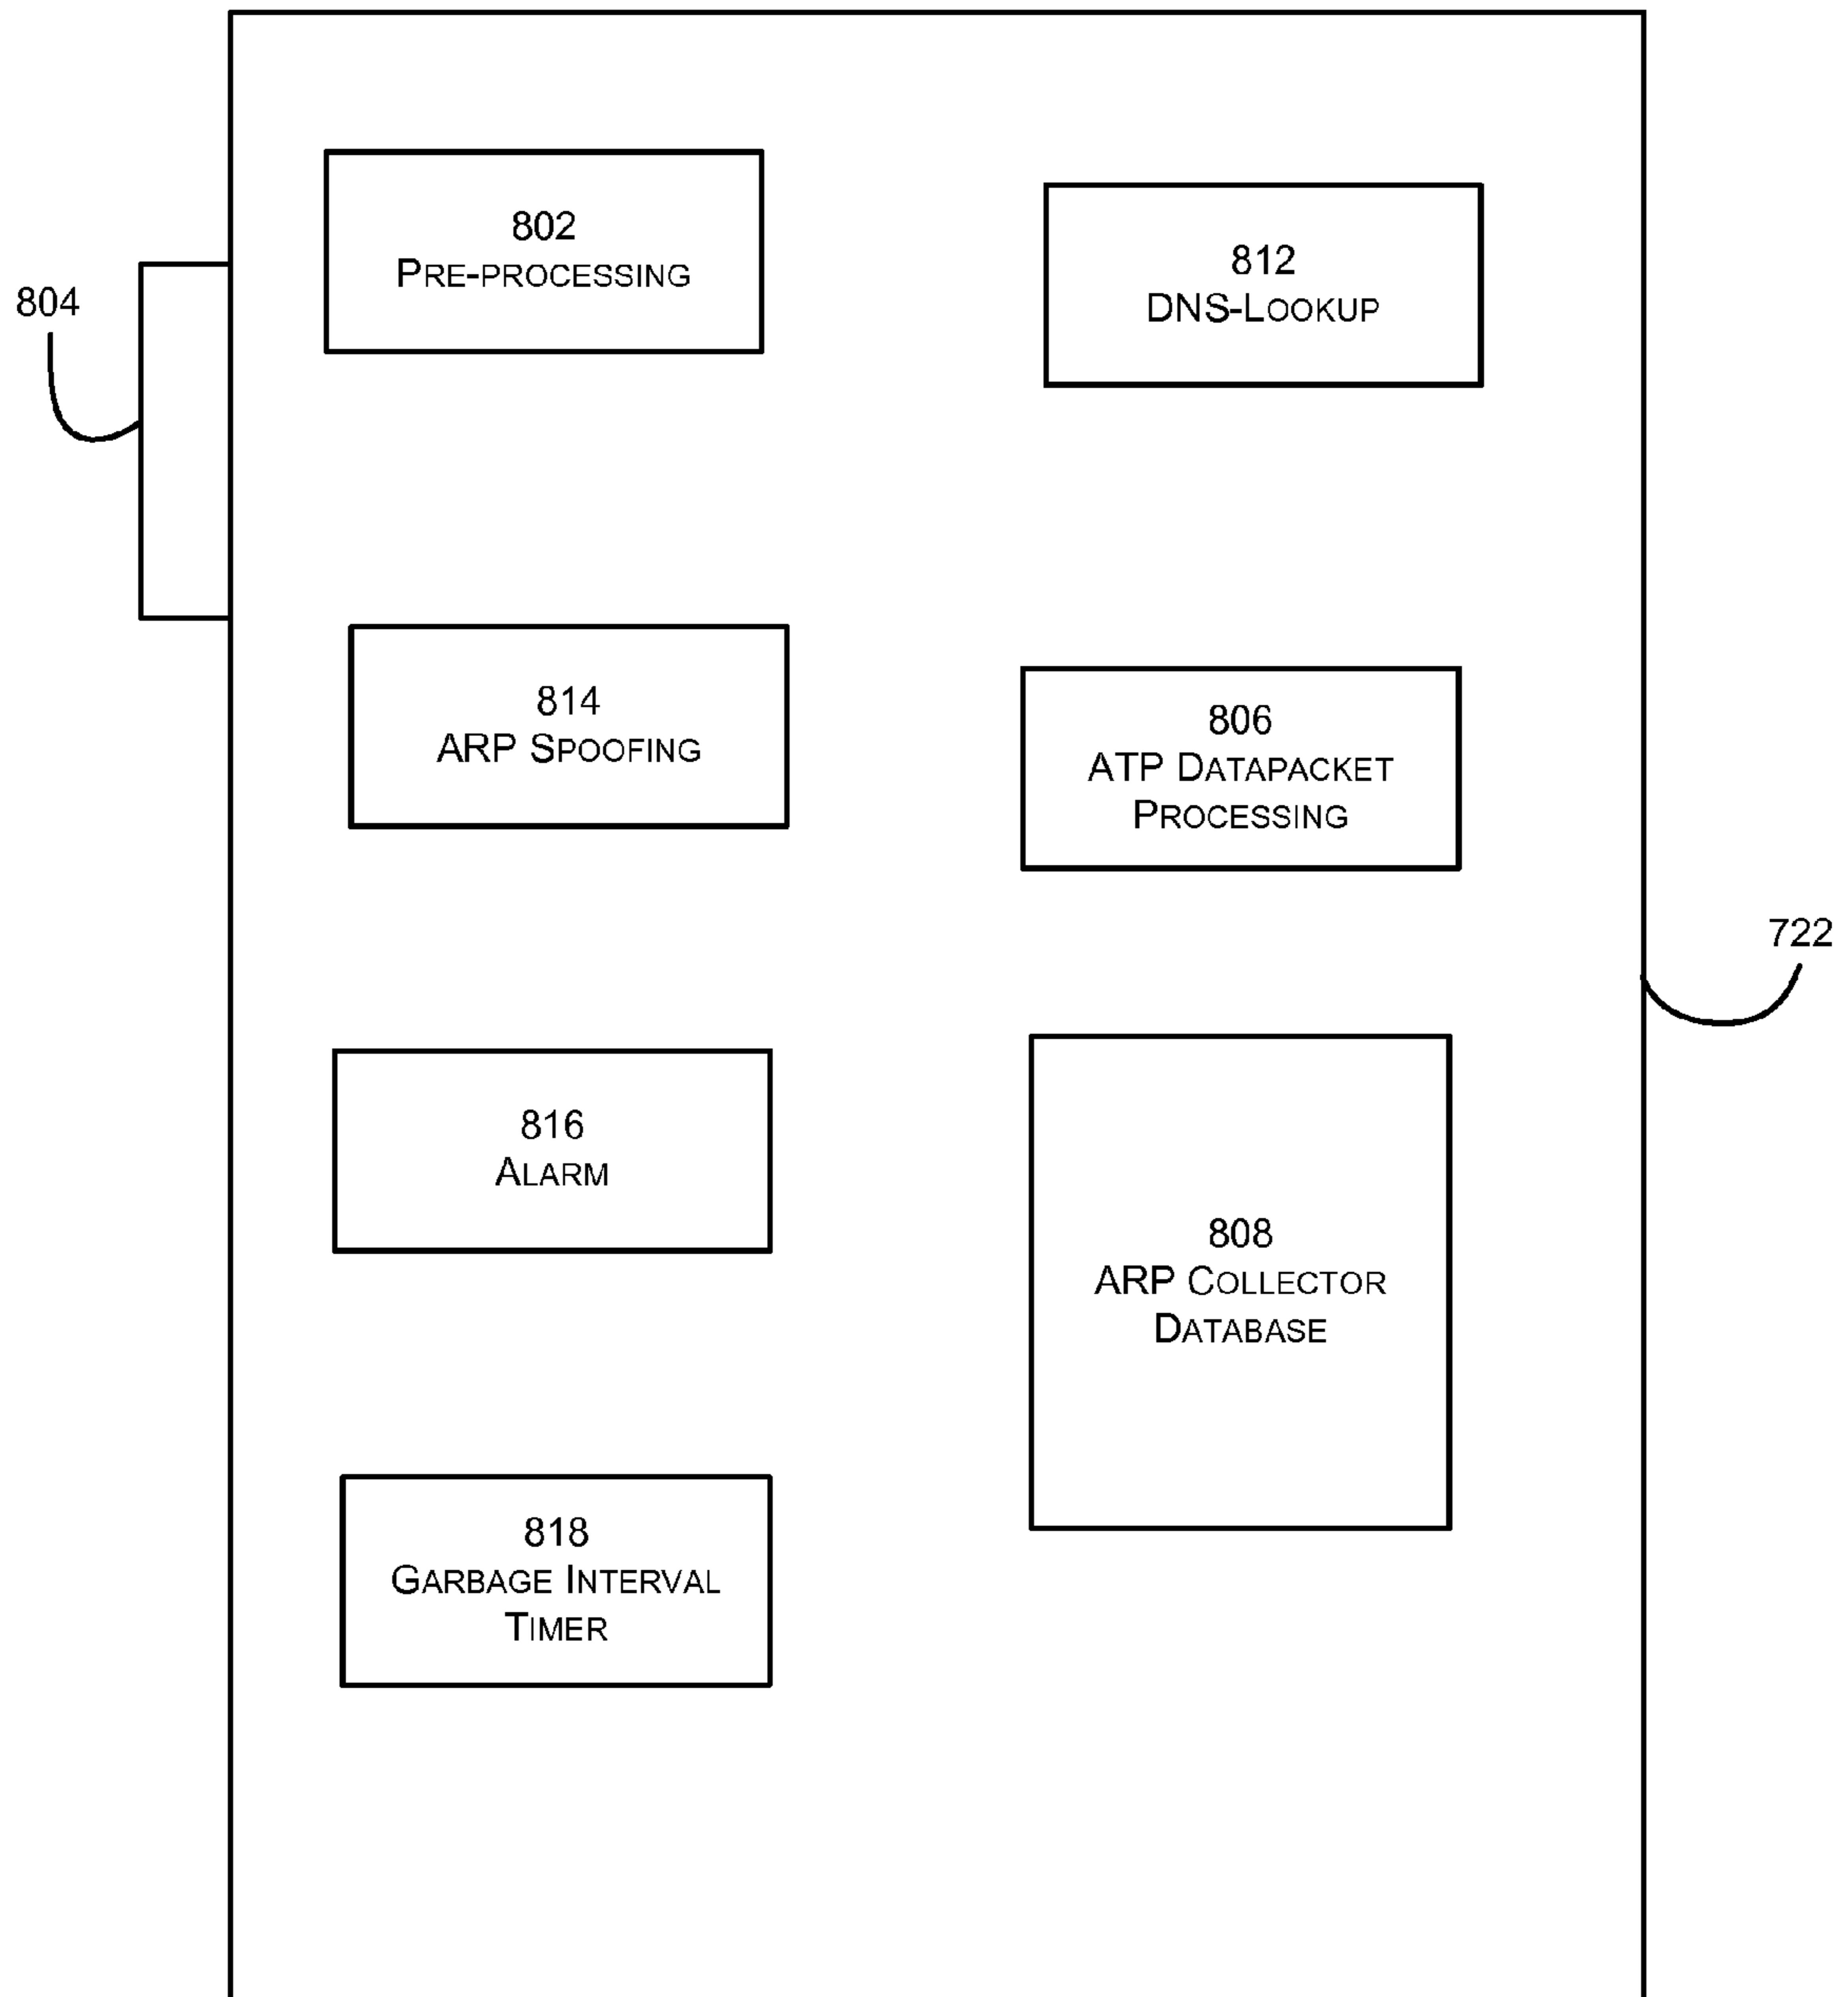 802
PRE-PROCESSING
812
DNS-LOOKUP
804
814
ARP SPOOFING
806
ATP DATAPACKET
PROCESSING
722
816
ALARM
808
ARP COLLECTOR
DATABASE
818
GARBAGE INTERVAL
TIMER